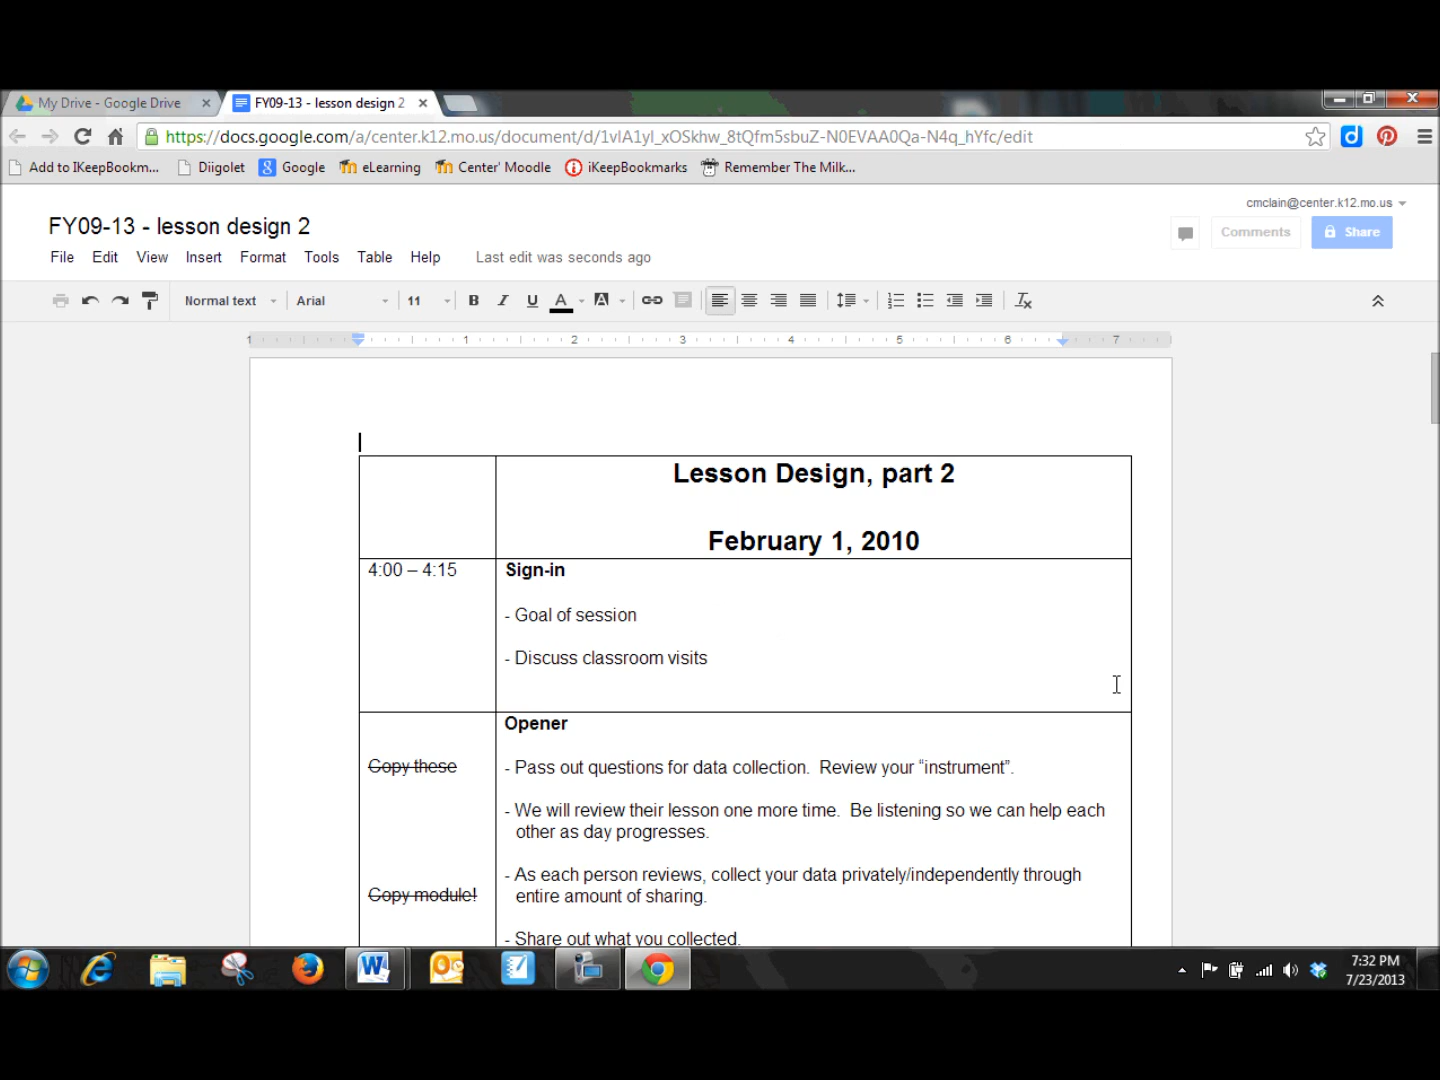 My Drive - Google Drive
FY09-13 - lesson design 2
https://docs.google.com/a/center.k12.mo.us/document/d/1vlA1yl_xOSkhw_8tQfm5sbuZ-N0EVAA0Qa-N4q_hYfc/edit
Add to IKeepBookm... Diigolet Google eLearning Center' Moodle iKeepBookmarks Remember The Milk...
cmclain@center.k12.mo.us
FY09-13 - lesson design 2
Comments Share
File Edit View Insert Format Tools Table Help Last edit was seconds ago
Normal text Arial 11 B I U A A
1 1 2 3 4 5 6 7
Lesson Design, part 2
February 1, 2010
4:00 – 4:15 Sign-in
- Goal of session
- Discuss classroom visits
Opener
Copy these - Pass out questions for data collection.  Review your “instrument”.
- We will review their lesson one more time.  Be listening so we can help each
other as day progresses.
- As each person reviews, collect your data privately/independently through
Copy module! entire amount of sharing.
- Share out what you collected.
7:32 PM
7/23/2013